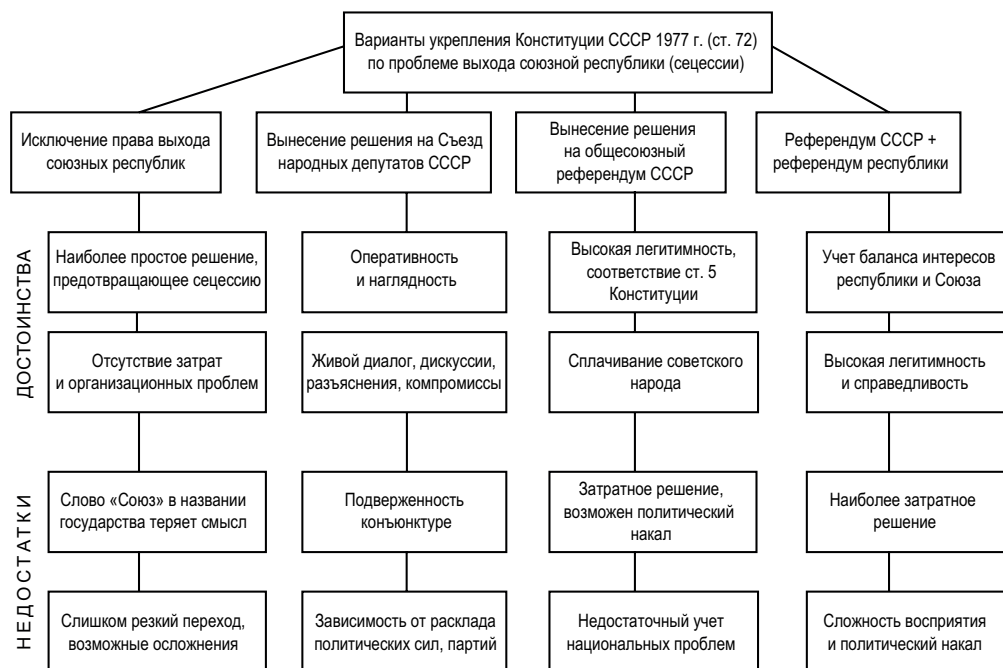 Варианты укрепления Конституции СССР 1977 г. (ст. 72)
по проблеме выхода союзной республики (сецессии)
Исключение права выхода
союзных республик
Вынесение решения на Съезд
народных депутатов СССР
Вынесение решения
на общесоюзный
референдум СССР
Референдум СССР +
референдум республики
ДОСТОИНСТВА
Наиболее простое решение,
предотвращающее сецессию
Оперативность
и наглядность
Высокая легитимность,
соответствие ст. 5
Конституции
Учет баланса интересов
республики и Союза
Отсутствие затрат
и организационных проблем
Живой диалог, дискуссии,
разъяснения, компромиссы
Сплачивание советского
народа
Высокая легитимность
и справедливость
НЕДОСТАТКИ
Слово «Союз» в названии
государства теряет смысл
Подверженность
конъюнктуре
Затратное решение,
возможен политический
накал
Наиболее затратное
решение
Слишком резкий переход,
возможные осложнения
Зависимость от расклада
политических сил, партий
Недостаточный учет
национальных проблем
Сложность восприятия
и политический накал